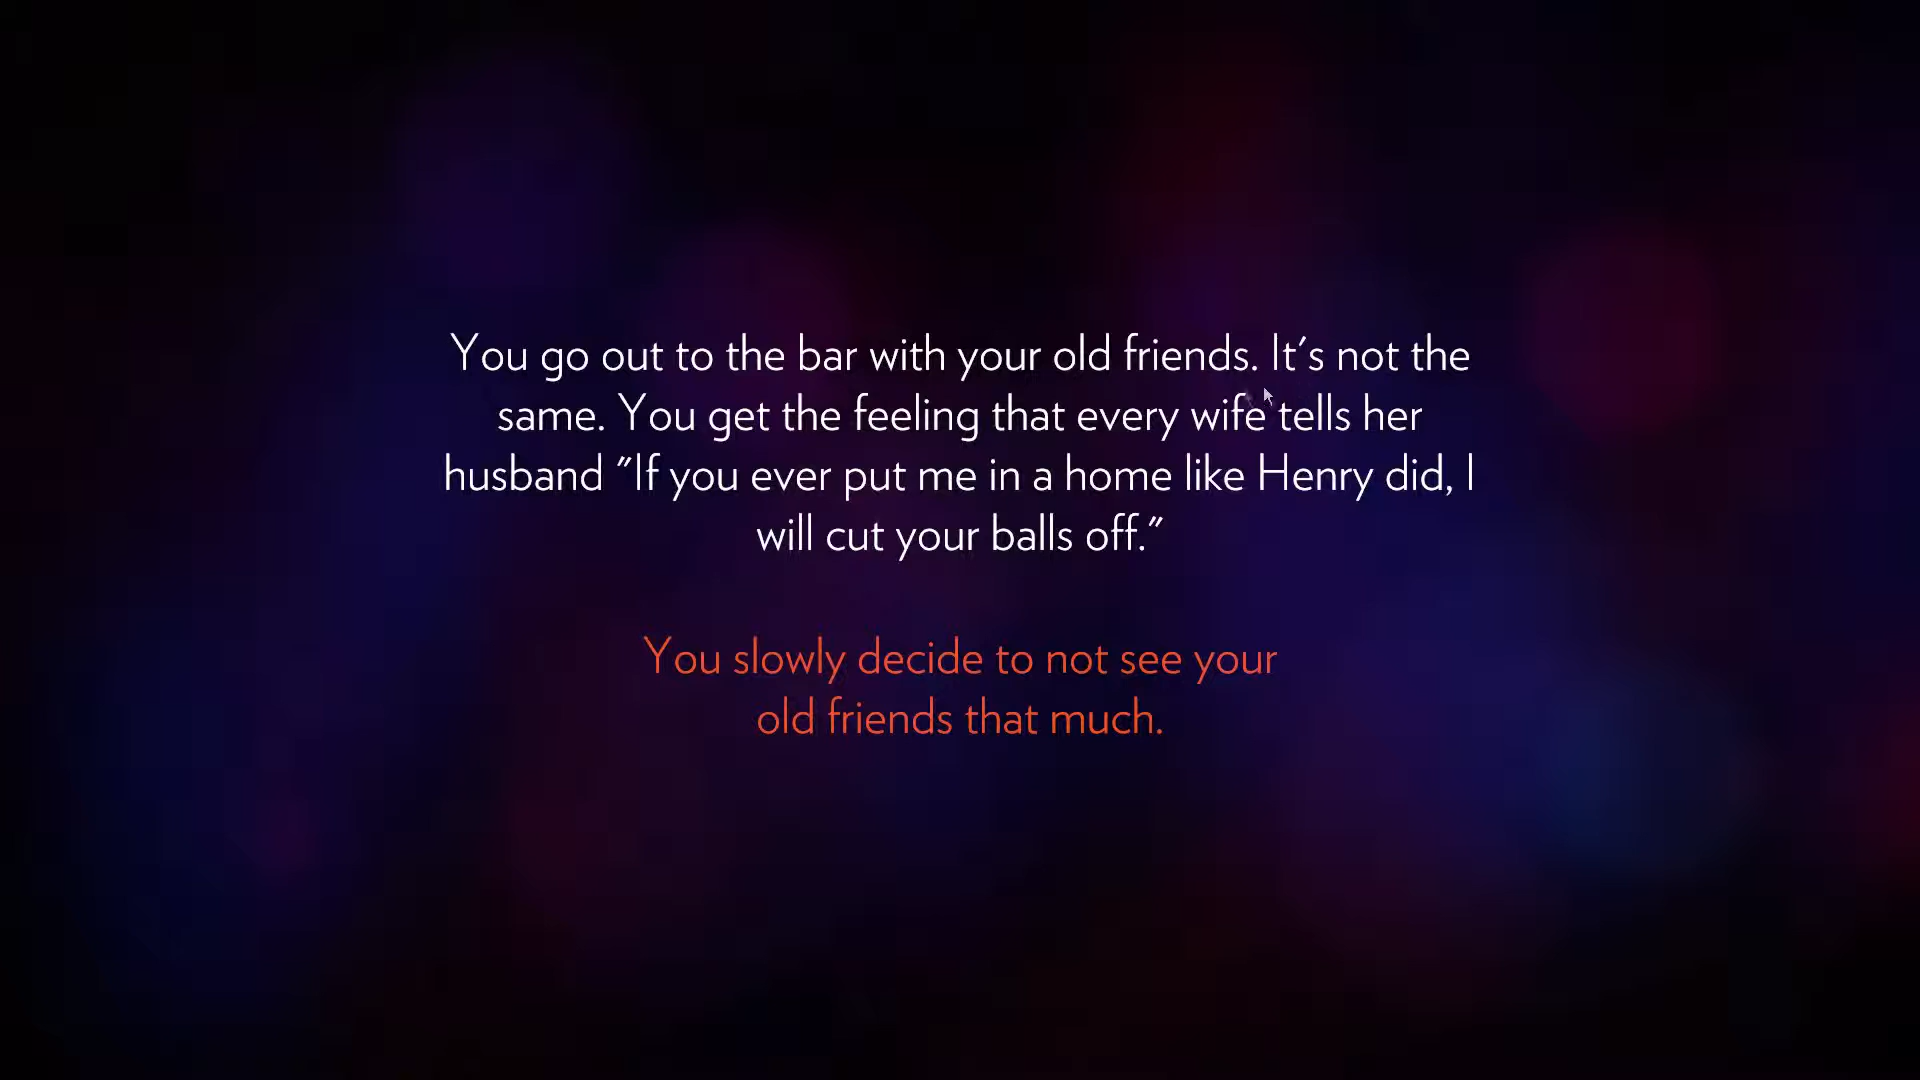 You go out to the bar with your old friends. It's not the
same. You get the feeling that every wife tells her
husband "If you ever put me in a home like Henry did, I
will cut your balls off."
You slowly decide to not see your
old friends that much.